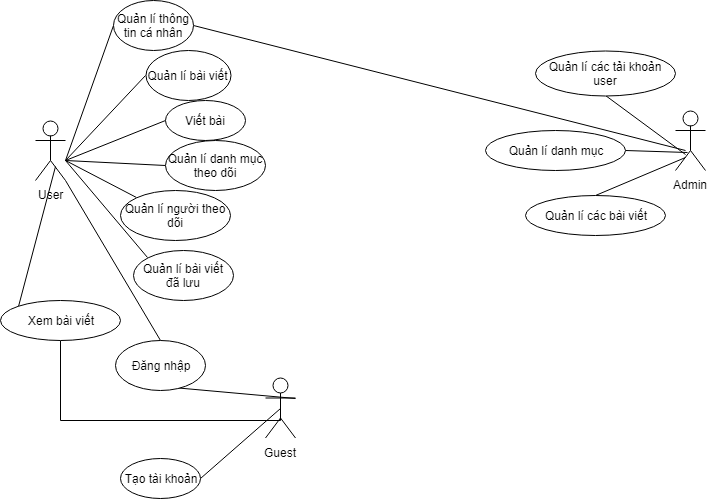 Quản lí thông
tin cá nhân
Quản lí bài viết
Viết bài
Quản lí danh mục
theo dõi
User
Quản lí người theo
dõi
Quản lí bài viết
đã lưu
Xem bài viết
Đăng nhập
Guest
Tạo tài khoản
Quản lí các tài khoản
user
Quản lí danh mục
Admin
Quản lí các bài viết